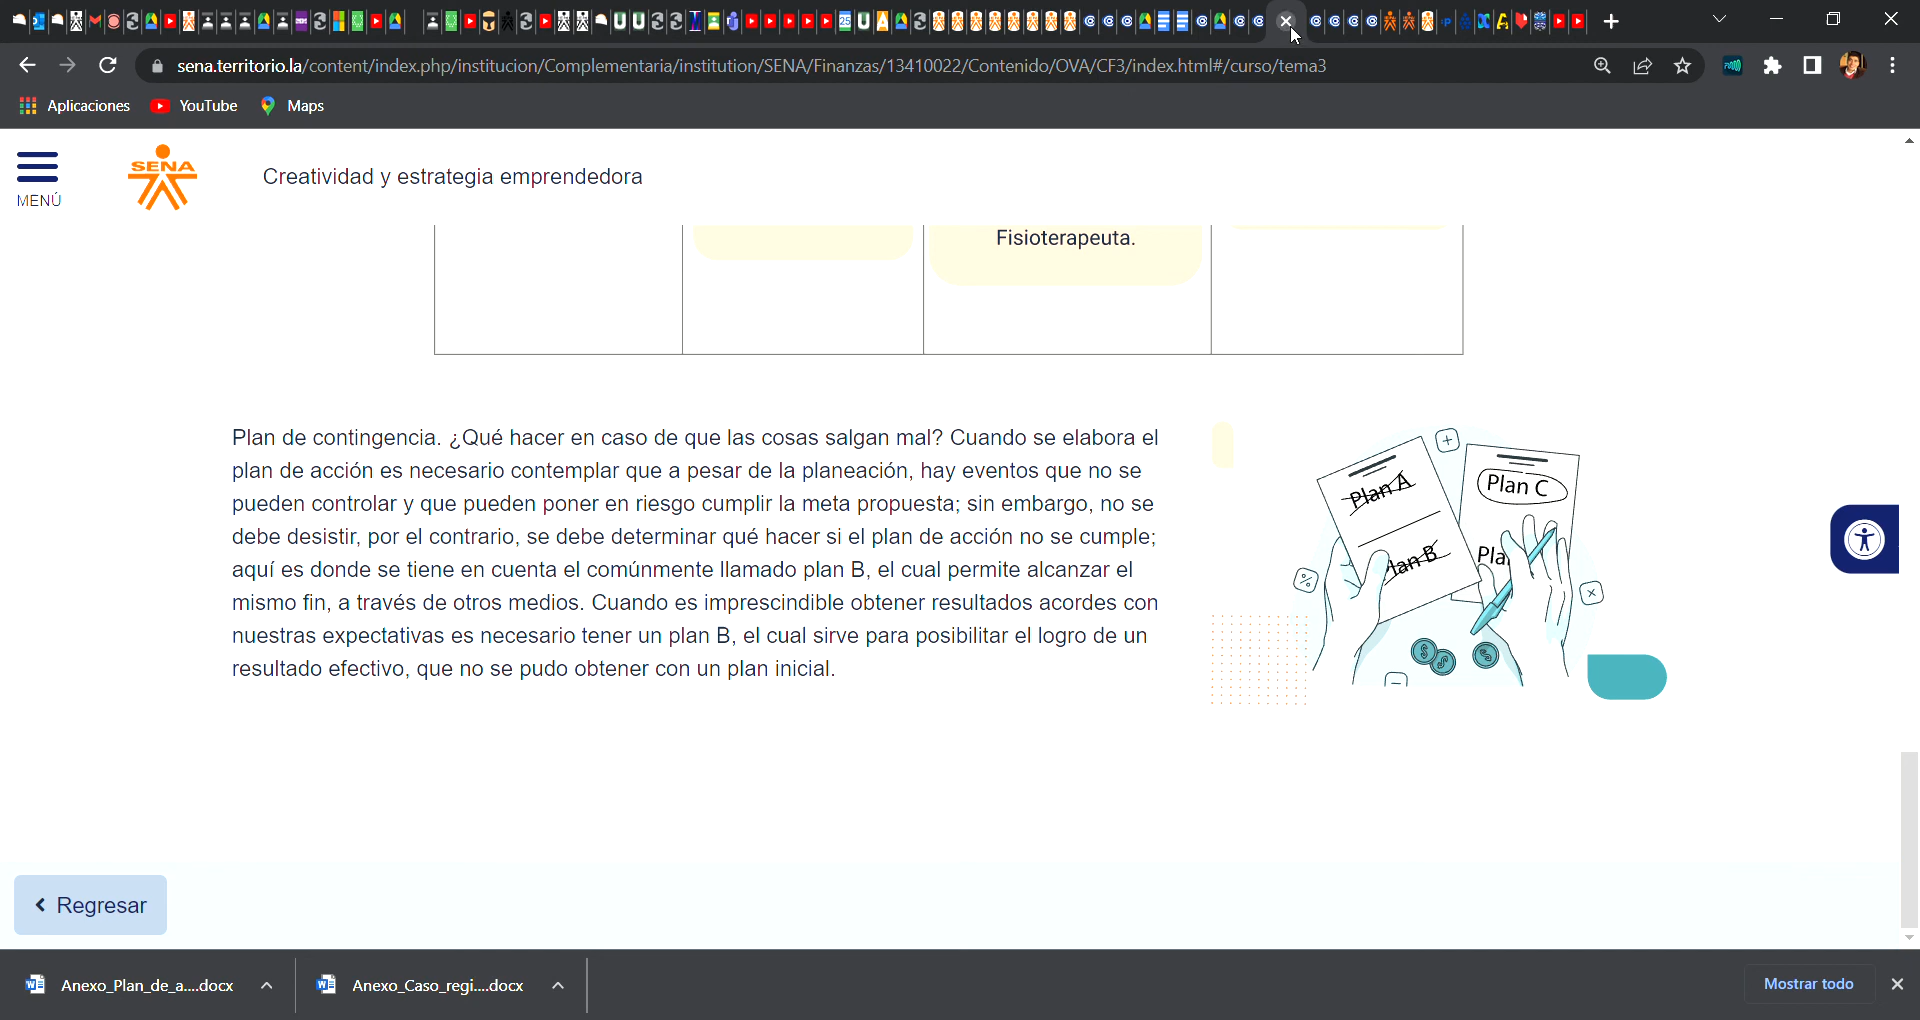 sena.territorio.la/content/index.php/institucion/Complementaria/institution/SENA/Finanzas/13410022/Contenido/OVA/CF3/index.html#/curso/tema3
Aplicaciones YouTube Maps
MENÚ
SENA
Creatividad y estrategia emprendedora
Fisioterapeuta.
Plan de contingencia. ¿Qué hacer en caso de que las cosas salgan mal? Cuando se elabora el
plan de acción es necesario contemplar que a pesar de la planeación, hay eventos que no se
pueden controlar y que pueden poner en riesgo cumplir la meta propuesta; sin embargo, no se
debe desistir, por el contrario, se debe determinar qué hacer si el plan de acción no se cumple;
aquí es donde se tiene en cuenta el comúnmente llamado plan B, el cual permite alcanzar el
mismo fin, a través de otros medios. Cuando es imprescindible obtener resultados acordes con
nuestras expectativas es necesario tener un plan B, el cual sirve para posibilitar el logro de un
resultado efectivo, que no se pudo obtener con un plan inicial.
Plan A
Plan C
lan B
Pla
Regresar
Anexo_Plan_de_a....docx
Anexo_Caso_regi....docx
Mostrar todo